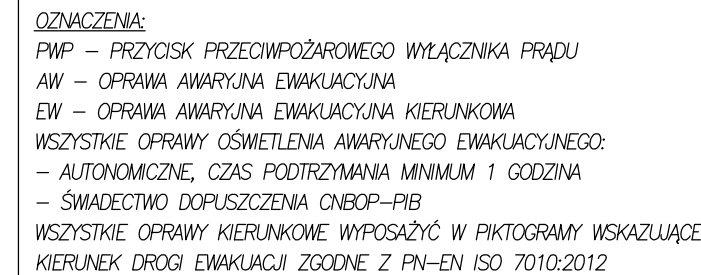 OZNACZENIA:
PWP – PRZYCISK PRZECIWPOŻAROWEGO WYŁĄCZNIKA PRĄDU
AW – OPRAWA AWARYJNA EWAKUACYJNA
EW – OPRAWA AWARYJNA EWAKUACYJNA KIERUNKOWA
WSZYSTKIE OPRAWY OŚWIETLENIA AWARYJNEGO EWAKUACYJNEGO:
– AUTONOMICZNE, CZAS PODTRZYMANIA MINIMUM 1 GODZINA
– ŚWIADECTWO DOPUSZCZENIA CNBOP–PIB
WSZYSTKIE OPRAWY KIERUNKOWE WYPOSAŻYĆ W PIKTOGRAMY WSKAZUJĄCE
KIERUNEK DROGI EWAKUACJI ZGODNE Z PN–EN ISO 7010:2012